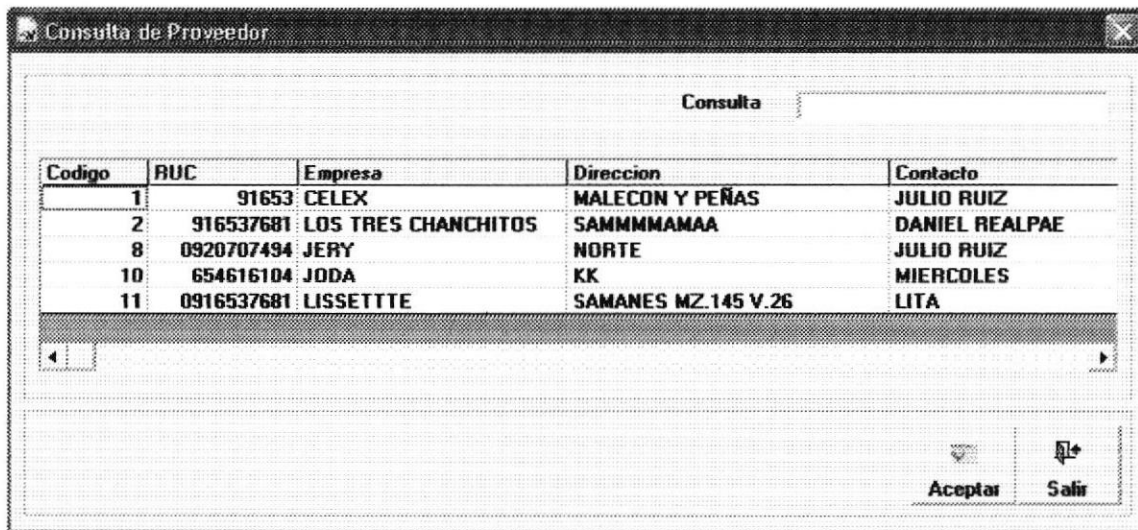 Consulta de Proveedor
Consulta
Codigo RUC Empresa Direccion Contacto
1 91653 CELEX MALECON Y PEÑAS JULIO RUIZ
2 916537681 LOS TRES CHANCHITOS SAMMMMAMAA DANIEL REALPAE
8 0920707494 JERY NORTE JULIO RUIZ
10 654616104 JODA KK MIERCOLES
11 0916537681 LISSETTTE SAMANES MZ.145 V.26 LITA
Aceptar Salir